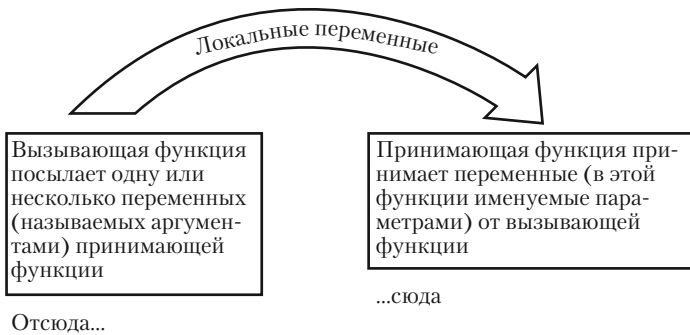 Локальные переменные
Вызывающая функция
посылает одну или
несколько переменных
(называемых аргумен-
тами) принимающей
функции
Отсюда...
Принимающая функция при-
нимает переменные (в этой
функции именуемые пара-
метрами) от вызывающей
функции
...сюда